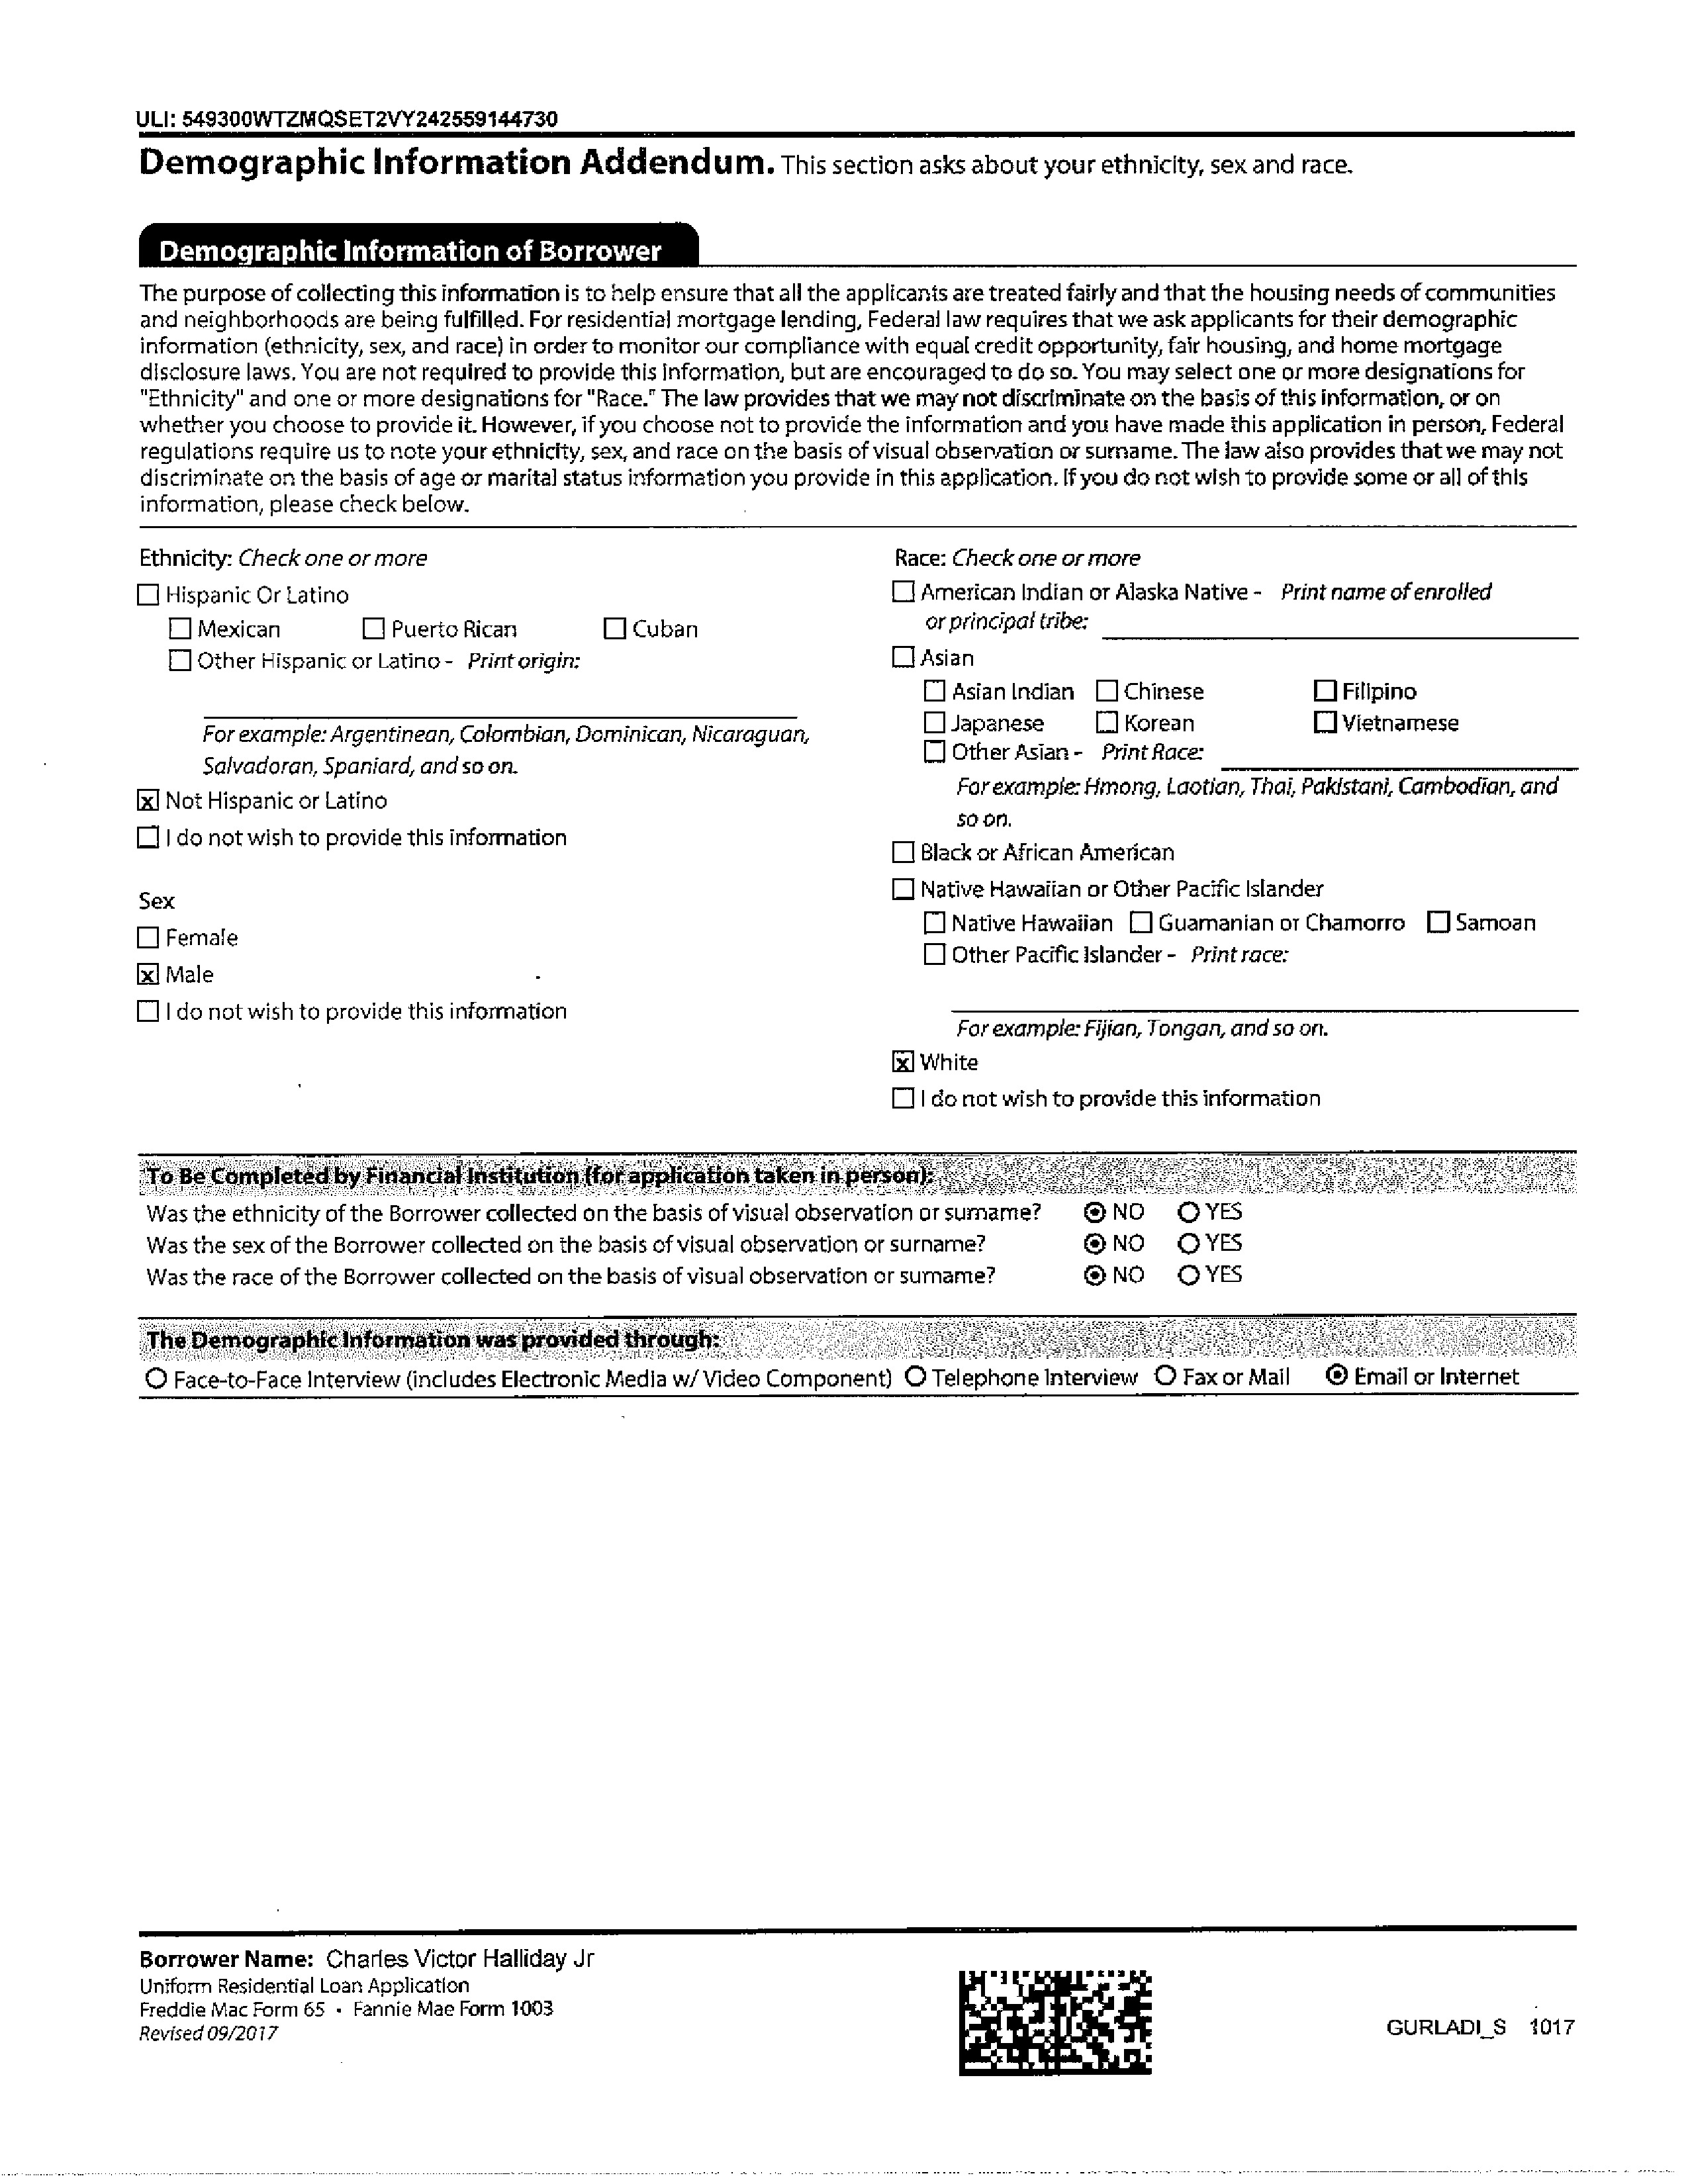 ULI: 549300WTZMQSET2VY242559144730
Demographic Information Addendum. This section asks about your ethnicity, sex and race.
Demographic Information of Borrower
The purpose of collecting this information is to help ensure that all the applicants are treated fairly and that the housing needs of communities
and neighborhoods are being fulfilled. For residential mortgage lending, Federal law requires that we ask applicants for their demographic
information (ethnicity, sex, and race) in order to monitor our compliance with equal credit opportunity, fair housing, and home mortgage
disclosure laws. You are not required to provide this information, but are encouraged to do so. You may select one or more designations for
"Ethnicity" and one or more designations for "Race." The law provides that we may not discriminate on the basis of this information, or on
whether you choose to provide it. However, if you choose not to provide the information and you have made this application in person, Federal
regulations require us to note your ethnicity, sex, and race on the basis of visual observation or surname. The law also provides that we may not
discriminate on the basis of age or marital status information you provide in this application. If you do not wish to provide some or all of this
information, please check below.
Ethnicity: Check one or more
☐ Hispanic Or Latino
☐ Mexican ☐ Puerto Rican ☐ Cuban
☐ Other Hispanic or Latino - Print origin:
For example: Argentinean, Colombian, Dominican, Nicaraguan,
Salvadoran, Spaniard, and so on.
☒ Not Hispanic or Latino
☐ I do not wish to provide this information
Sex
☐ Female
☒ Male
☐ I do not wish to provide this information
Race: Check one or more
☐ American Indian or Alaska Native - Print name of enrolled
or principal tribe:
☐ Asian
☐ Asian Indian ☐ Chinese ☐ Filipino
☐ Japanese ☐ Korean ☐ Vietnamese
☐ Other Asian - Print Race:
For example: Hmong, Laotian, Thai, Pakistani, Cambodian, and
so on.
☐ Black or African American
☐ Native Hawaiian or Other Pacific Islander
☐ Native Hawaiian ☐ Guamanian or Chamorro ☐ Samoan
☐ Other Pacific Islander - Print race:
For example: Fijian, Tongan, and so on.
☒ White
☐ I do not wish to provide this information
To Be Completed by Financial Institution (for application taken in person):
Was the ethnicity of the Borrower collected on the basis of visual observation or surname? ◉ NO ○ YES
Was the sex of the Borrower collected on the basis of visual observation or surname? ◉ NO ○ YES
Was the race of the Borrower collected on the basis of visual observation or surname? ◉ NO ○ YES
The Demographic Information was provided through:
○ Face-to-Face Interview (includes Electronic Media w/ Video Component) ○ Telephone Interview ○ Fax or Mail ◉ Email or Internet
Borrower Name: Charles Victor Halliday Jr
Uniform Residential Loan Application
Freddie Mac Form 65 • Fannie Mae Form 1003
Revised 09/2017
GURLADI_S 1017